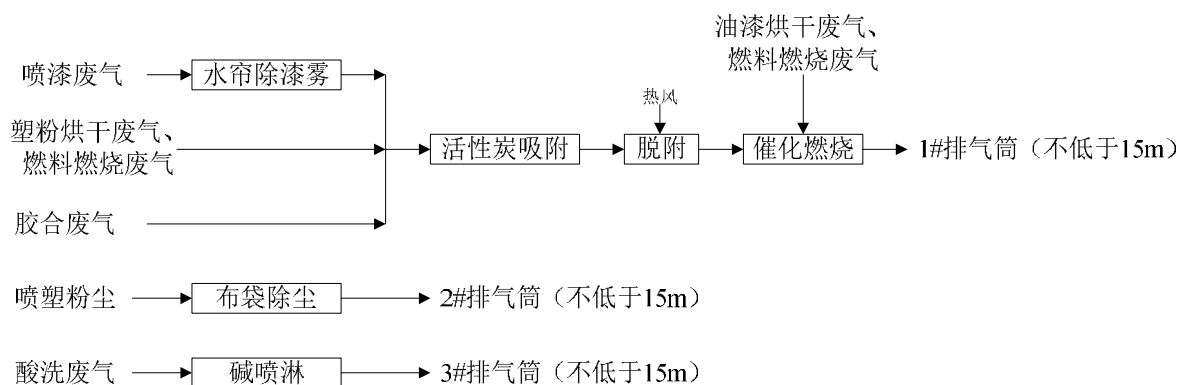 油漆烘干废气、
燃料燃烧废气
喷漆废气
水帘除漆雾
热风
塑粉烘干废气、
燃料燃烧废气
活性炭吸附
脱附
催化燃烧
1#排气筒（不低于15m）
胶合废气
喷塑粉尘
布袋除尘
2#排气筒（不低于15m）
酸洗废气
碱喷淋
3#排气筒（不低于15m）